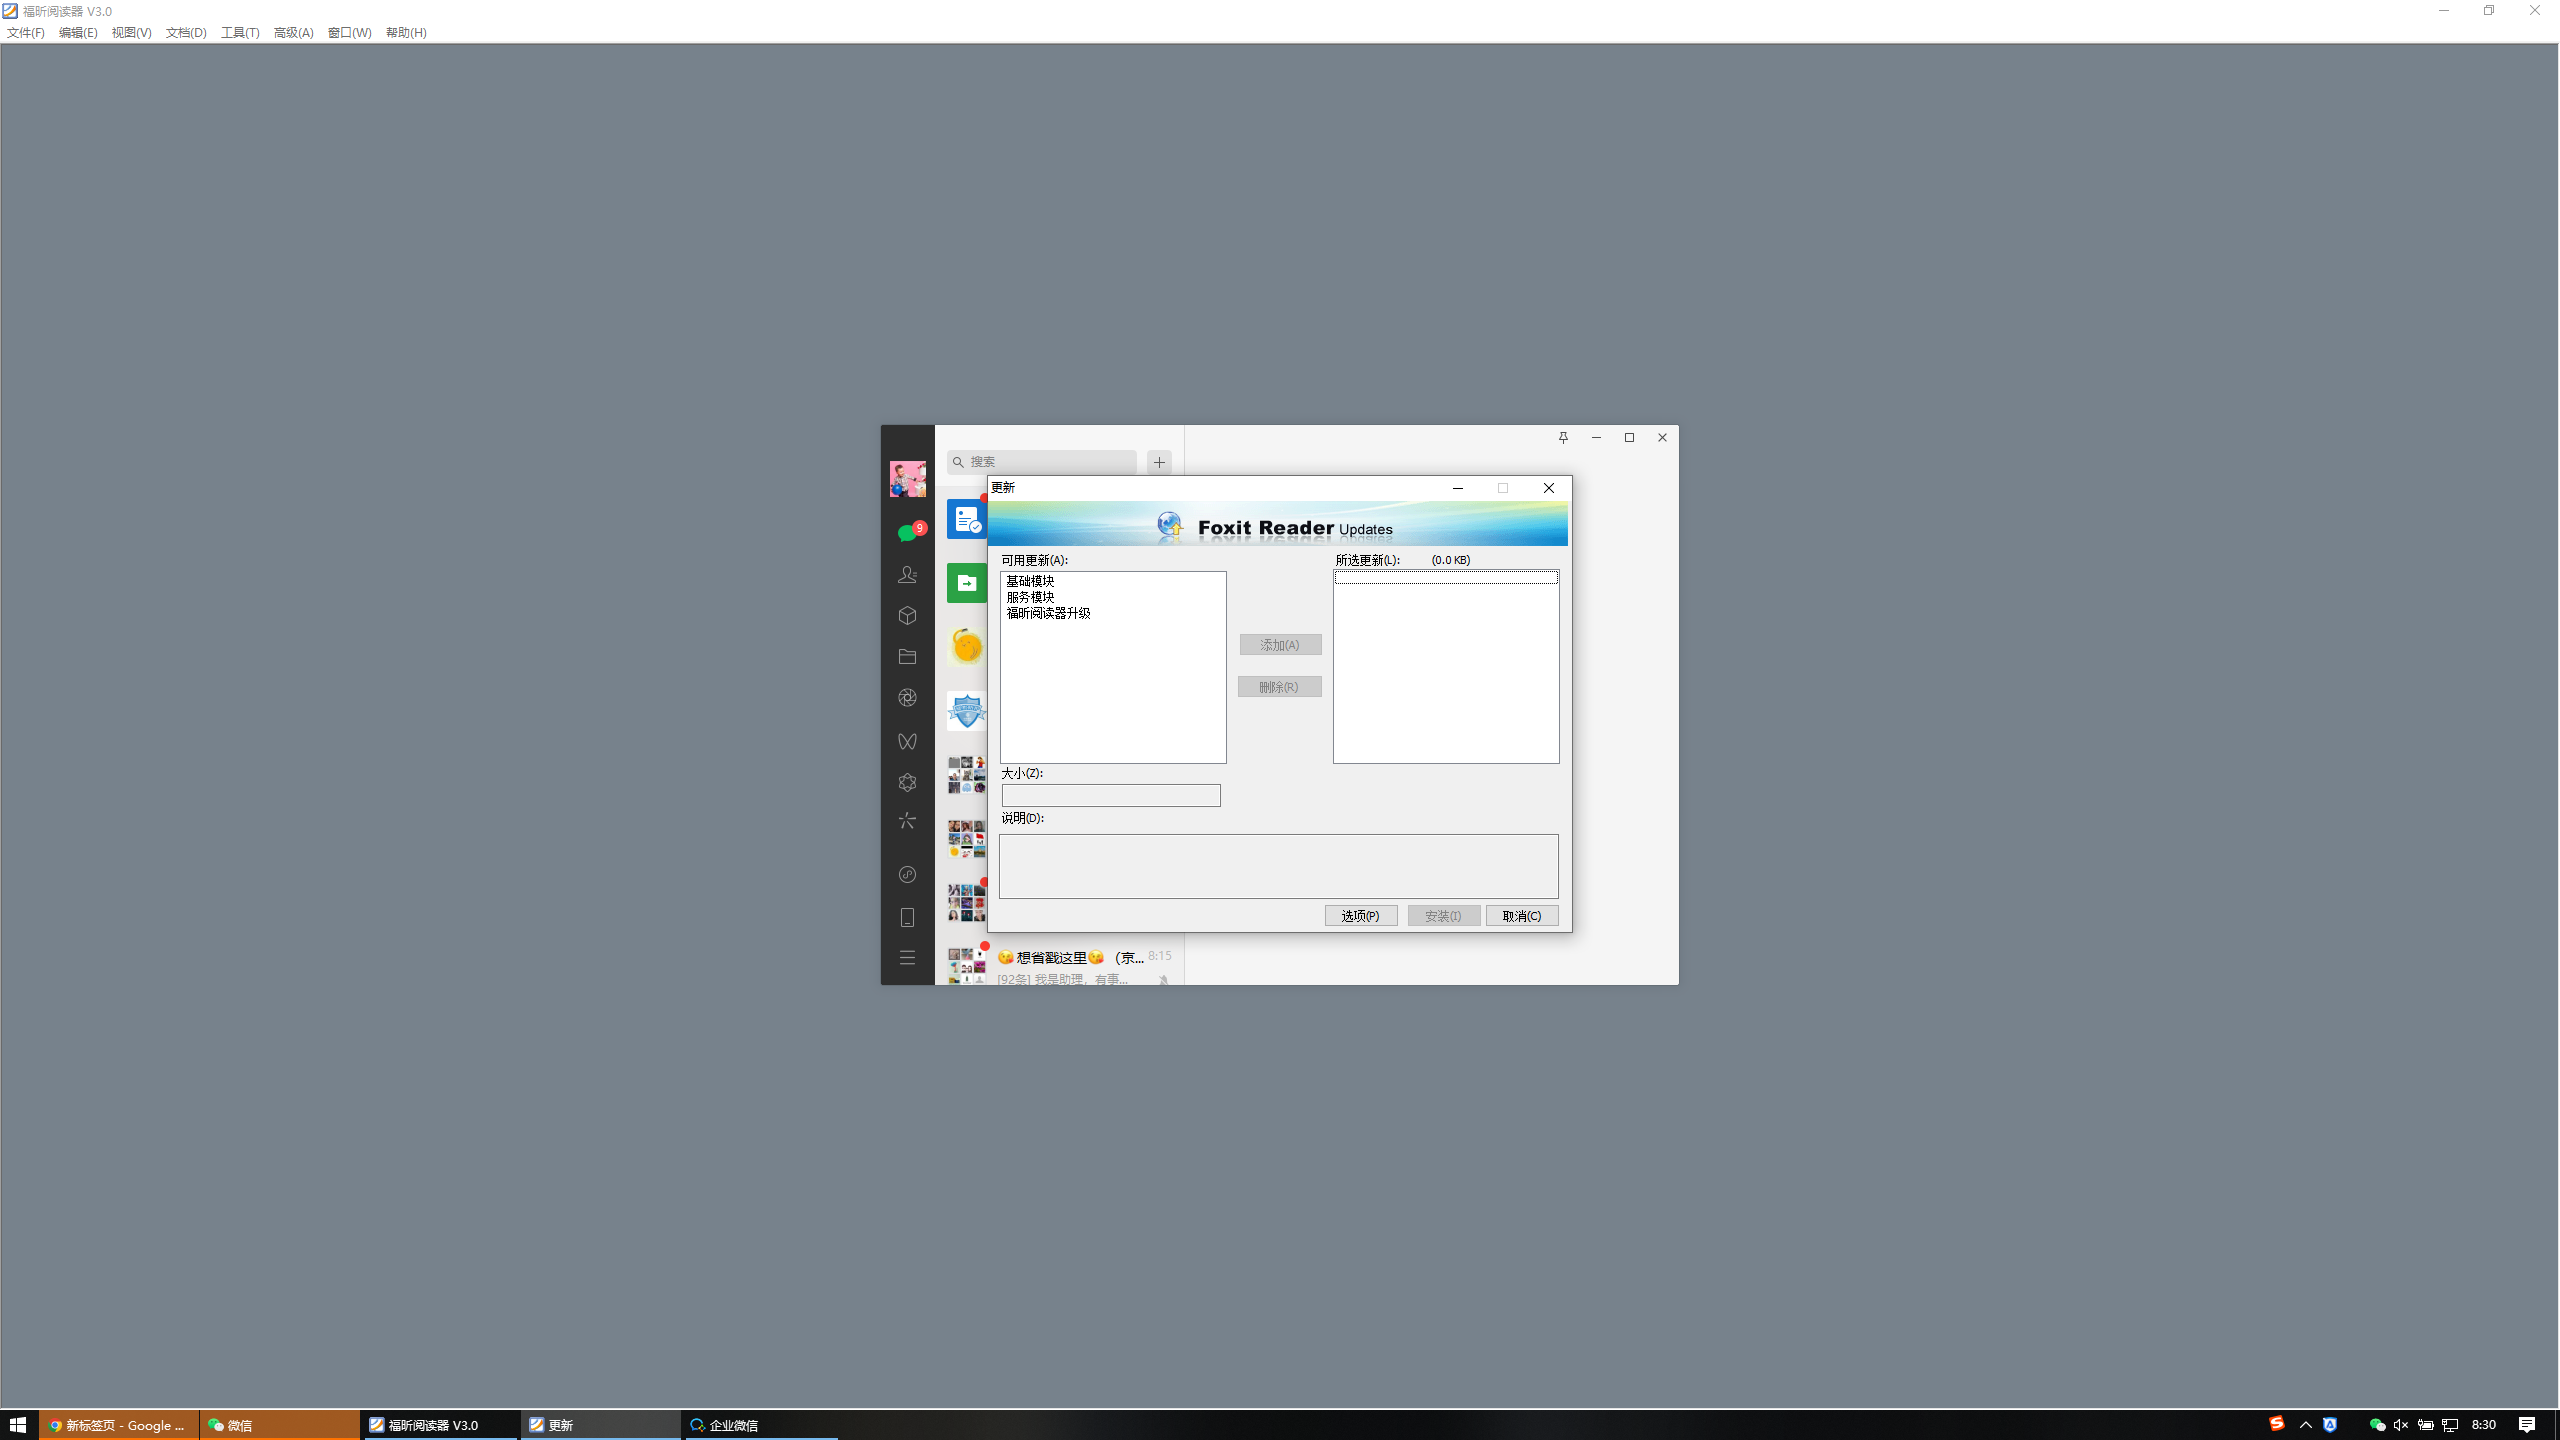 福昕阅读器 V3.0
文件(F) 编辑(E) 视图(V) 文档(D) 工具(T) 高级(A) 窗口(W) 帮助(H)
搜索
9
更新
Foxit Reader Updates
可用更新(A):
基础模块
服务模块
福昕阅读器升级
所选更新(L): (0.0 KB)
添加(A)
删除(R)
大小(Z):
说明(D):
选项(P) 安装(I) 取消(C)
想省戳这里 (京... 8:15
[92条] 我是助理，有事...
新标签页 - Google ... 微信 福昕阅读器 V3.0 更新 企业微信 8:30